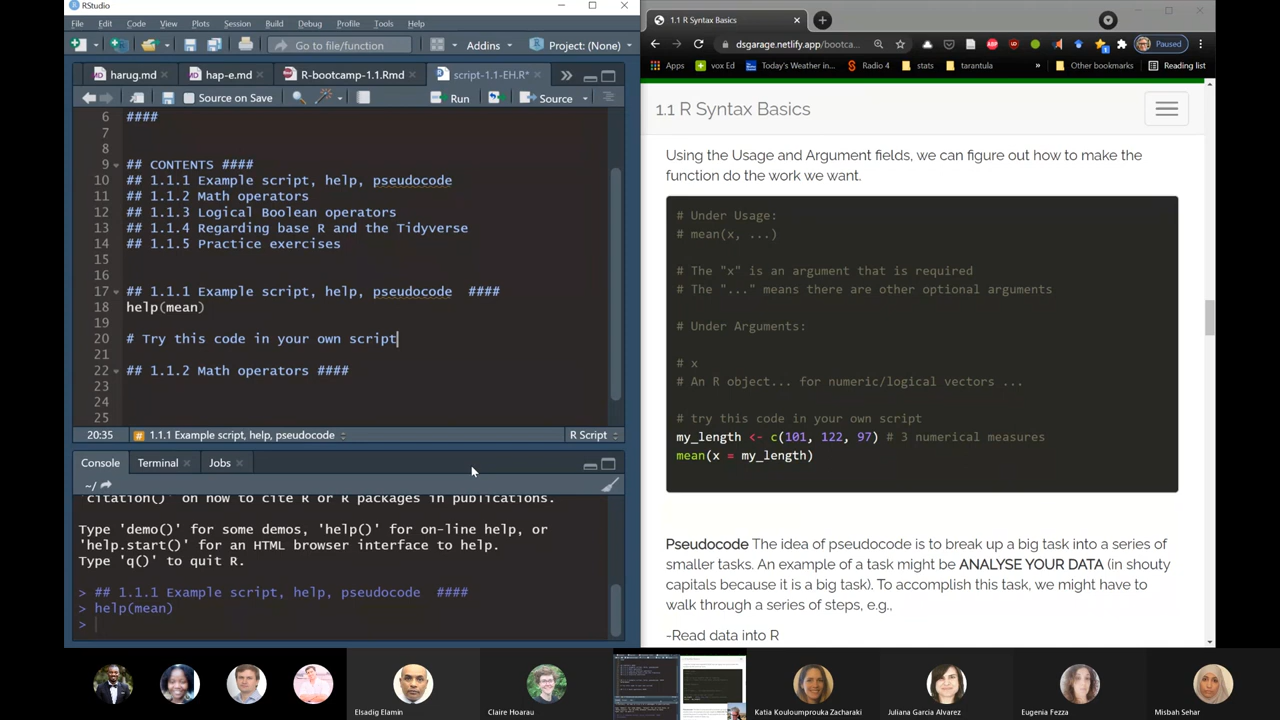 RStudio
File Edit Code View Plots Session Build Debug Profile Tools Help
Go to file/function
Addins
Project: (None)
harug.md
har-e.md
R-bootcamp-1.1.Rmd
script-1.1-EH.R*
Source on Save
Run
Source
6 ####
7
8
9 ## CONTENTS ####
10 ## 1.1.1 Example script, help, pseudocode
11 ## 1.1.2 Math operators
12 ## 1.1.3 Logical Boolean operators
13 ## 1.1.4 Regarding base R and the Tidyverse
14 ## 1.1.5 Practice exercises
15
16
17 ## 1.1.1 Example script, help, pseudocode  ####
18 help(mean)
19
20 # Try this code in your own script
21
22 ## 1.1.2 Math operators ####
23
24
25
20:35
1.1.1 Example script, help, pseudocode
R Script
Console Terminal Jobs
~/
'citation()' on how to cite R or R packages in publications.
Type 'demo()' for some demos, 'help()' for on-line help, or
'help.start()' for an HTML browser interface to help.
Type 'q()' to quit R.
> ## 1.1.1 Example script, help, pseudocode  ####
> help(mean)
>
1.1 R Syntax Basics
dsgarage.netlify.app/bootca...
Paused
Apps
vox Ed
Today's Weather in...
Radio 4
stats
tarantula
»
Other bookmarks
Reading list
1.1 R Syntax Basics
Using the Usage and Argument fields, we can figure out how to make the
function do the work we want.
# Under Usage:
# mean(x, ...)
# The "x" is an argument that is required
# The "..." means there are other optional arguments
# Under Arguments:
# x
# An R object... for numeric/logical vectors ...
# try this code in your own script
my_length <- c(101, 122, 97) # 3 numerical measures
mean(x = my_length)
Pseudocode The idea of pseudocode is to break up a big task into a series of
smaller tasks. An example of a task might be ANALYSE YOUR DATA (in shouty
capitals because it is a big task). To accomplish this task, we might have to
walk through a series of steps, e.g.,
-Read data into R
Ellis,Jasmin
Claire Hoarau
Katia Kouloumprouka Zacharaki
Juliana Garcia Alvarez
Eugenia Fezza
Misbah Sehar